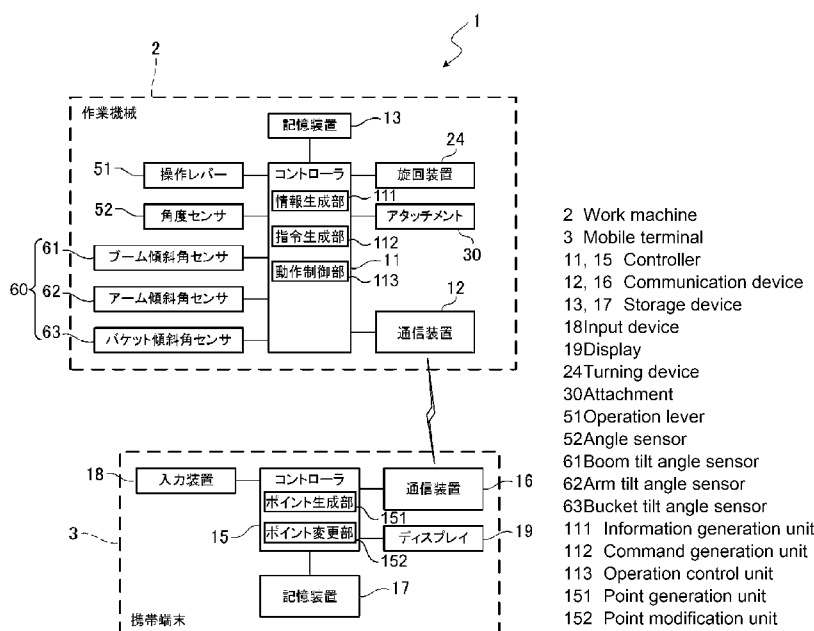 1
2
作業機械
記憶装置 13
24
51 操作レバー コントローラ 旋回装置
情報生成部 111
52 角度センサ アタッチメント
指令生成部 112 30
61 ブーム傾斜角センサ 11
動作制御部 113
60 62 アーム傾斜角センサ 12
63 バケット傾斜角センサ 通信装置
18 入力装置 コントローラ 通信装置 16
ポイント生成部 151
3 15 ポイント変更部 ディスプレイ 19
152
記憶装置 17
携帯端末
2 Work machine
3 Mobile terminal
11, 15 Controller
12, 16 Communication device
13, 17 Storage device
18Input device
19Display
24Turning device
30Attachment
51Operation lever
52Angle sensor
61Boom tilt angle sensor
62Arm tilt angle sensor
63Bucket tilt angle sensor
111 Information generation unit
112 Command generation unit
113 Operation control unit
151 Point generation unit
152 Point modification unit